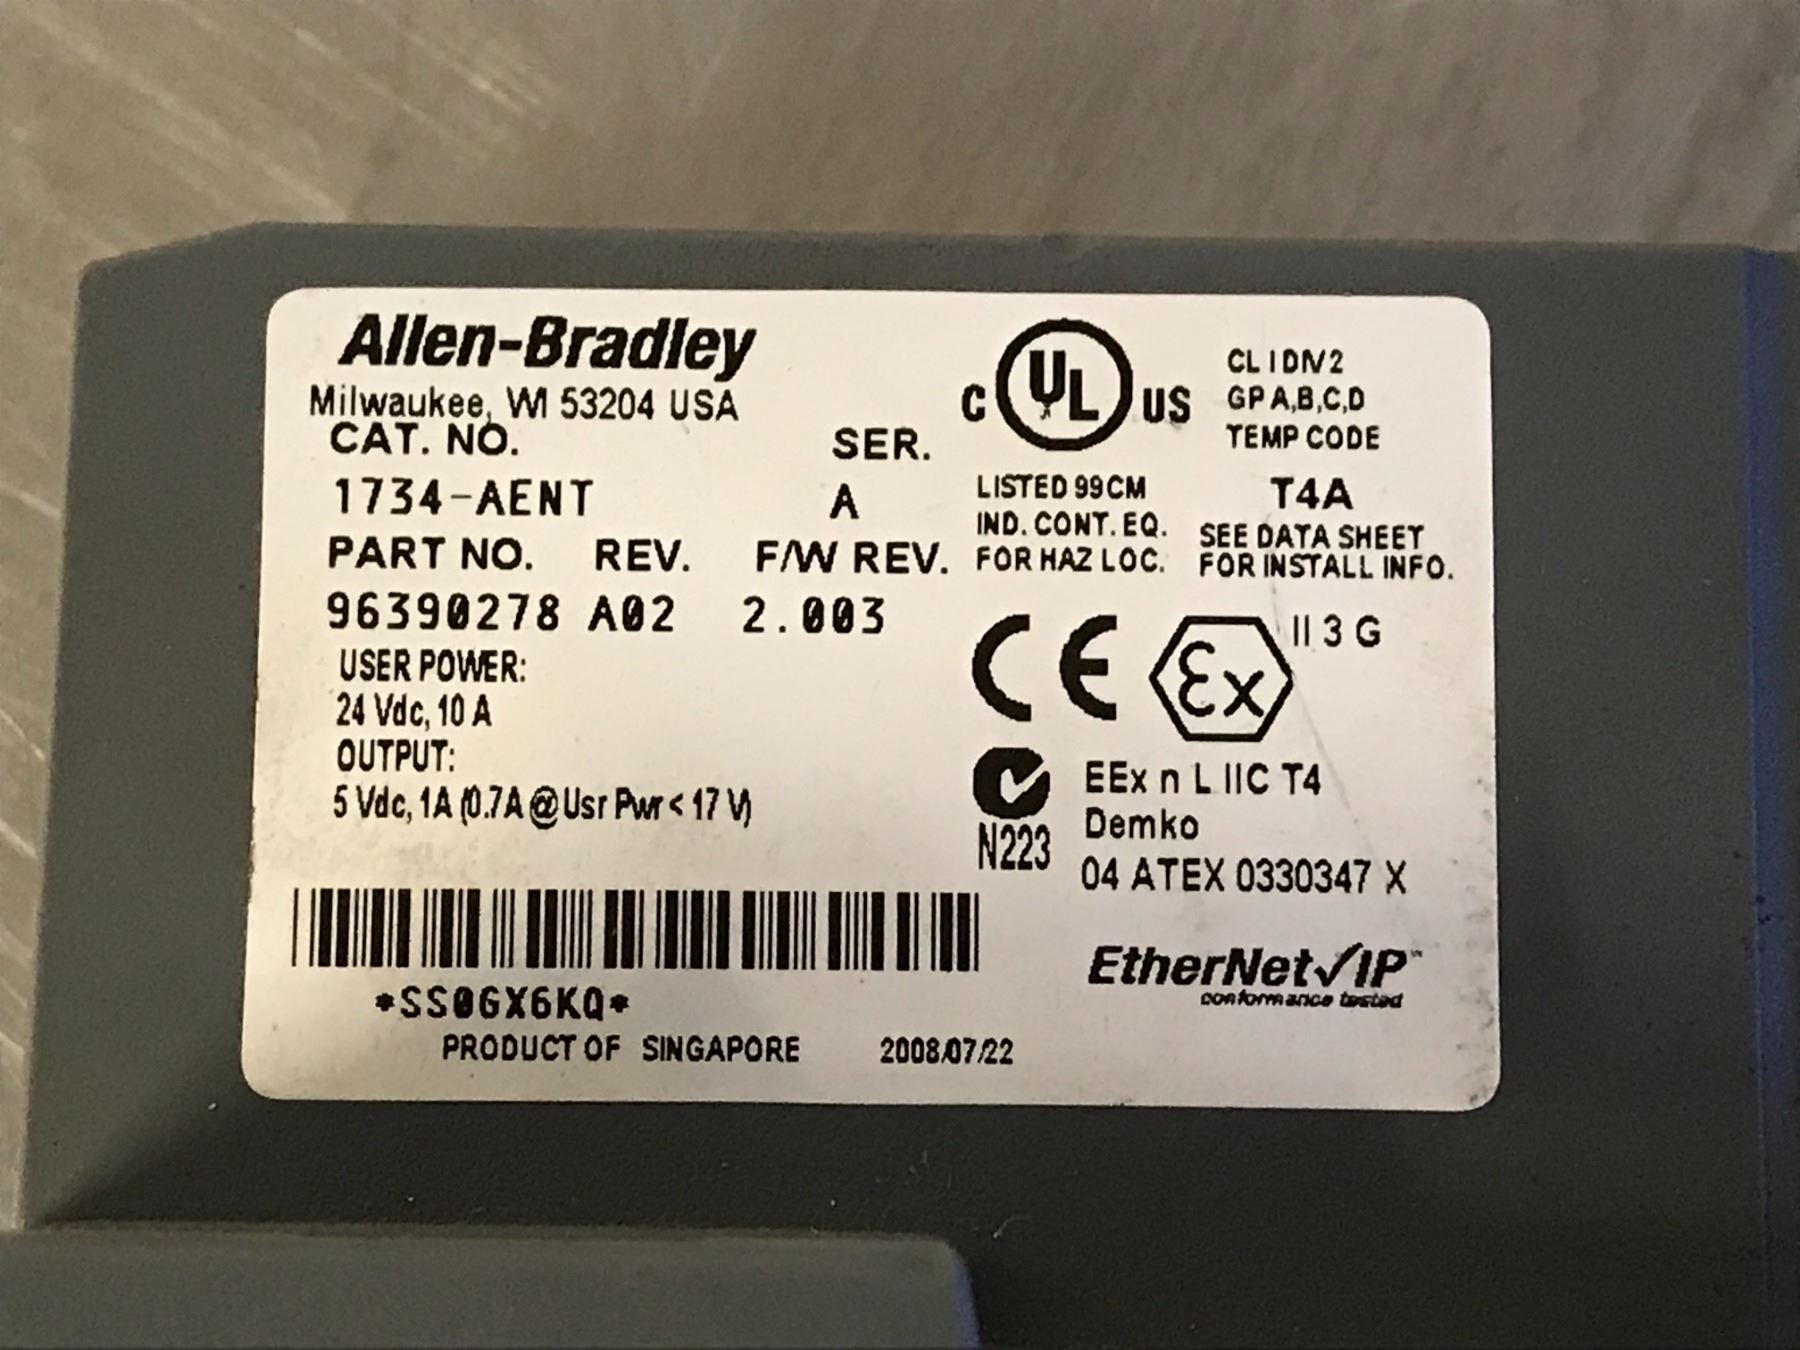 Allen-Bradley
Milwaukee, WI 53204 USA
CAT. NO. SER.
1734-AENT A
PART NO. REV. F/W REV.
96390278 A02 2.003
USER POWER:
24 Vdc, 10 A
OUTPUT:
5 Vdc, 1A (0.7A @ Usr Pwr < 17 V)
*SS0GX6KQ*
PRODUCT OF SINGAPORE 2008/07/22
C UL US
LISTED 99CM
IND. CONT. EQ.
FOR HAZ LOC.
CL I DIV 2
GP A,B,C,D
TEMP CODE
T4A
SEE DATA SHEET
FOR INSTALL INFO.
CE Ex II 3 G
N223
EEx n L IIC T4
Demko
04 ATEX 0330347 X
EtherNet/IP™
conformance tested